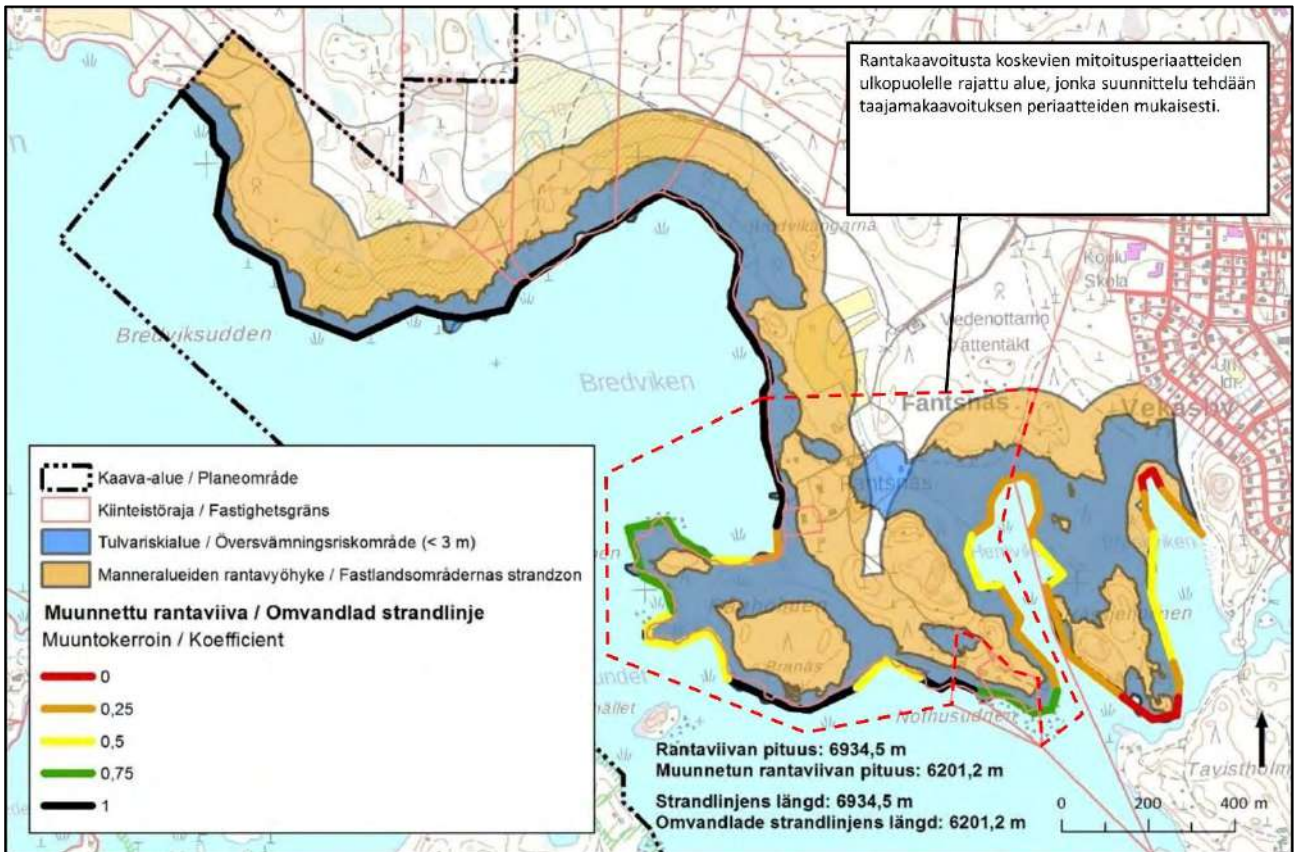 Rantakaavoitusta koskevien mitoitusperiaatteiden
ulkopuolelle rajattu alue, jonka suunnittelu tehdään
taajamakaavoituksen periaatteiden mukaisesti.
Koulu
Skola
Vedenottamo
Vattentäkt
Bredviksudden
Bredviken
Fantsnäs
Vekasby
Fantsnäs
Branäs
Nothusudden
Tavistholm
Kaava-alue / Planeområde
Kiinteistöraja / Fastighetsgräns
Tulvariskialue / Översvämningsriskområde (< 3 m)
Manneralueiden rantavyöhyke / Fastlandsområdernas strandzon
Muunnettu rantaviiva / Omvandlad strandlinje
Muuntokerroin / Koefficient
0
0,25
0,5
0,75
1
Rantaviivan pituus: 6934,5 m
Muunnetun rantaviivan pituus: 6201,2 m
Strandlinjens längd: 6934,5 m
Omvandlade strandlinjens längd: 6201,2 m
0 200 400 m